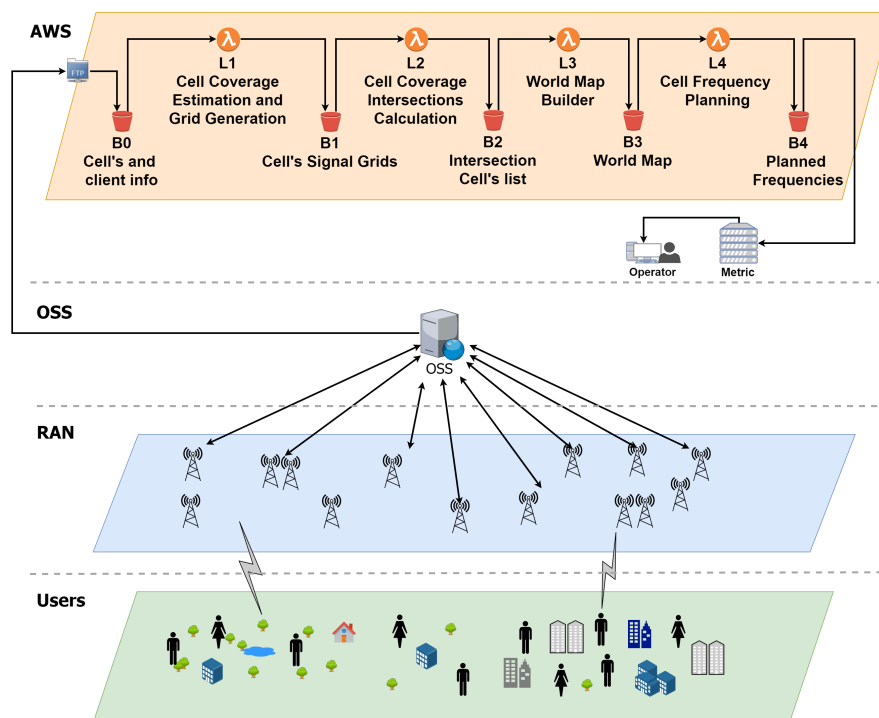 AWS
FTP
L1
Cell Coverage
Estimation and
Grid Generation
L2
Cell Coverage
Intersections
Calculation
L3
World Map
Builder
L4
Cell Frequency
Planning
B0
Cell's and
client info
B1
Cell's Signal Grids
B2
Intersection
Cell's list
B3
World Map
B4
Planned
Frequencies
Operator
Metric
OSS
OSS
RAN
Users